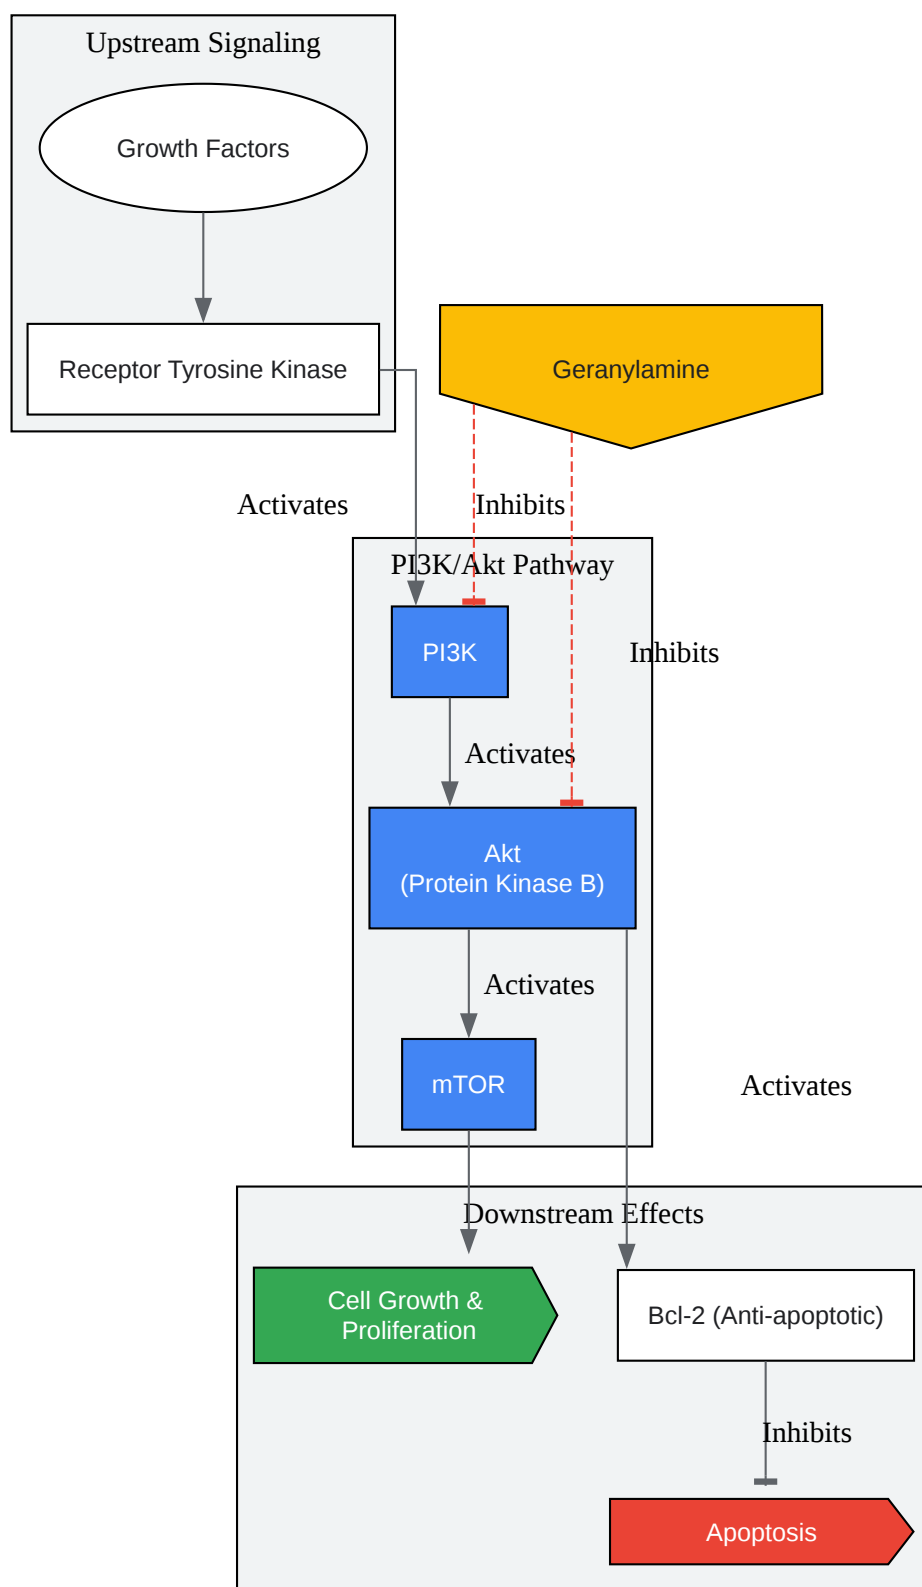 Upstream Signaling
Growth Factors
Receptor Tyrosine Kinase
Geranylamine
Activates
Inhibits
PI3K/Akt Pathway
PI3K
Inhibits
Activates
Akt
(Protein Kinase B)
Activates
mTOR
Activates
Downstream Effects
Cell Growth &
Proliferation
Bcl-2 (Anti-apoptotic)
Inhibits
Apoptosis